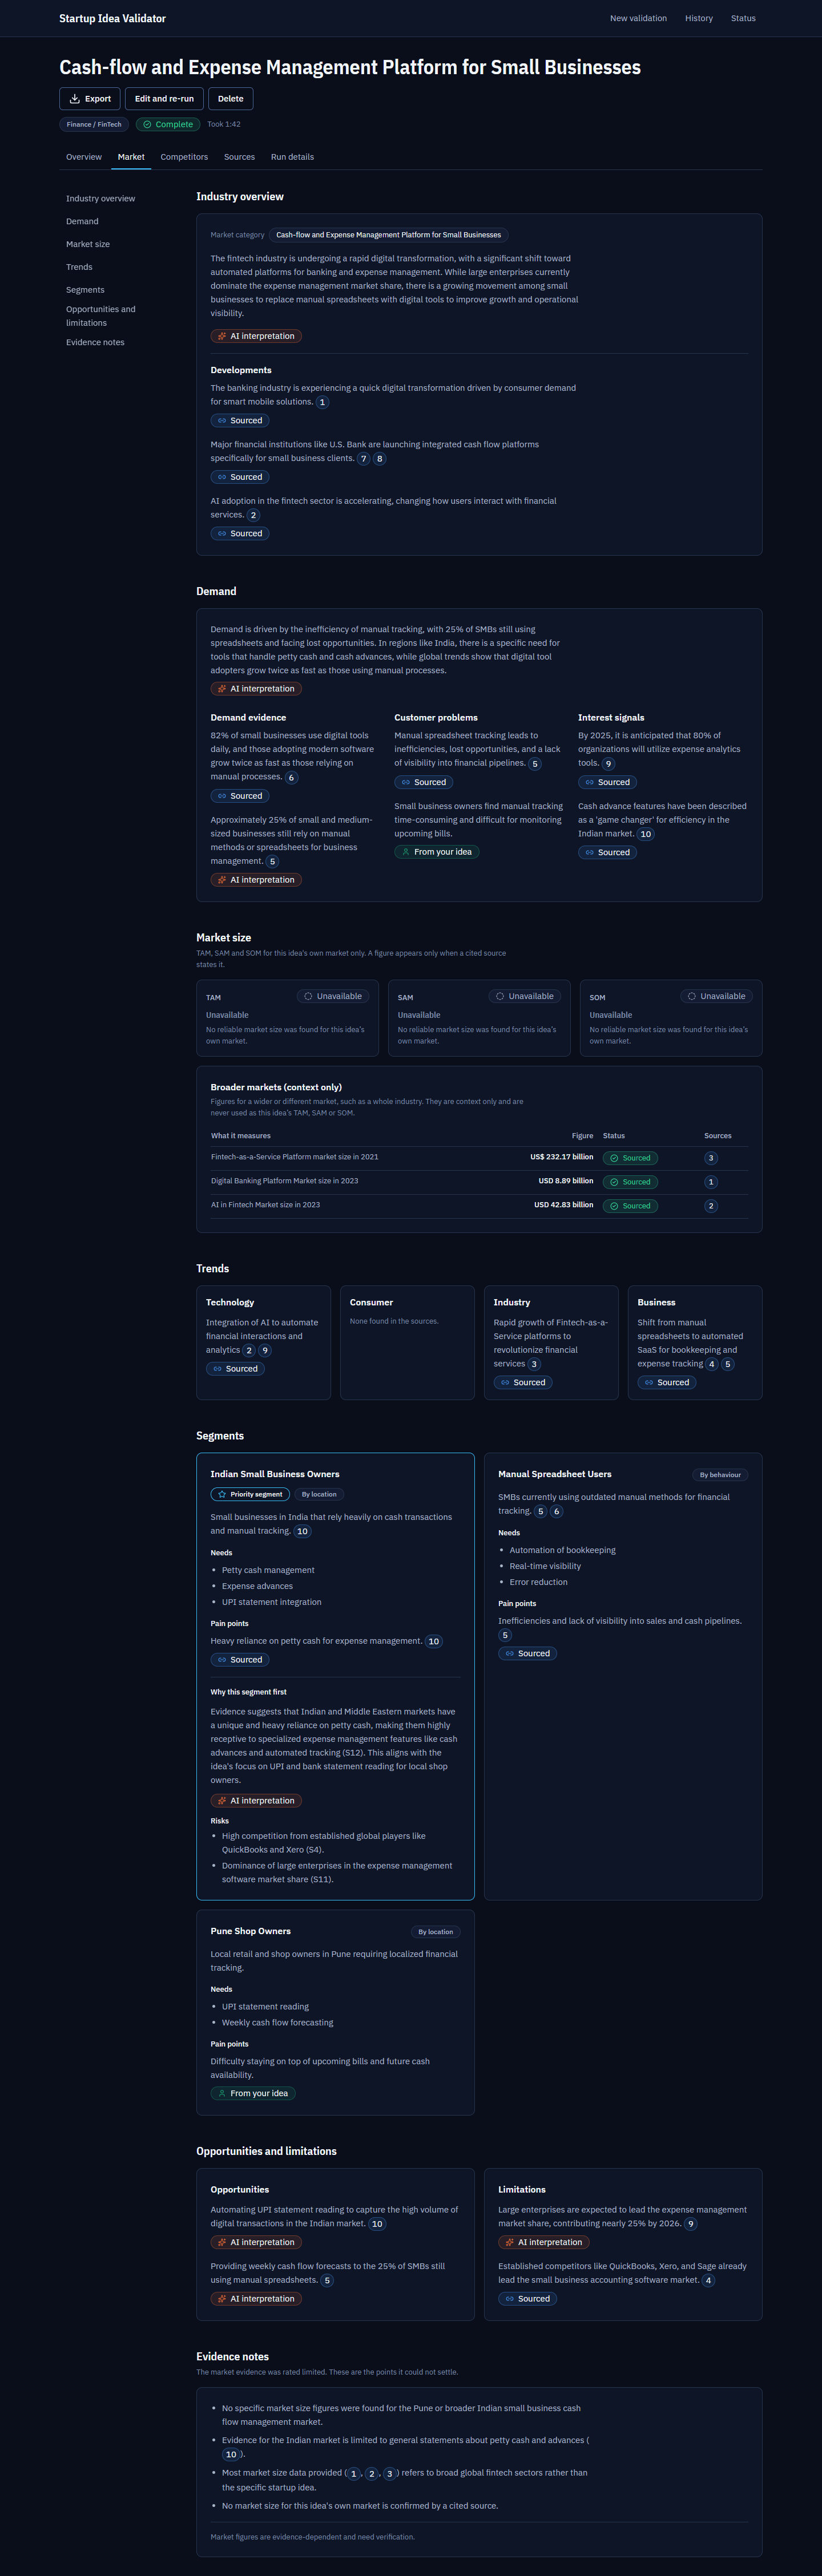 Startup Idea Validator
New validation History Status
Cash-flow and Expense Management Platform for Small Businesses
Export Edit and re-run Delete
Finance / FinTech Complete Took 1:42
Overview Market Competitors Sources Run details
Industry overview
Demand
Market size
Trends
Segments
Opportunities and
limitations
Evidence notes
Industry overview
Market category Cash-flow and Expense Management Platform for Small Businesses
The fintech industry is undergoing a rapid digital transformation, with a significant shift toward
automated platforms for banking and expense management. While large enterprises currently
dominate the expense management market share, there is a growing movement among small
businesses to replace manual spreadsheets with digital tools to improve growth and operational
visibility.
AI interpretation
Developments
The banking industry is experiencing a quick digital transformation driven by consumer demand
for smart mobile solutions. 1
Sourced
Major financial institutions like U.S. Bank are launching integrated cash flow platforms
specifically for small business clients. 7 8
Sourced
AI adoption in the fintech sector is accelerating, changing how users interact with financial
services. 2
Sourced
Demand
Demand is driven by the inefficiency of manual tracking, with 25% of SMBs still using
spreadsheets and facing lost opportunities. In regions like India, there is a specific need for
tools that handle petty cash and cash advances, while global trends show that digital tool
adopters grow twice as fast as those using manual processes.
AI interpretation
Demand evidence
82% of small businesses use digital tools
daily, and those adopting modern software
grow twice as fast as those relying on
manual processes. 6
Sourced
Approximately 25% of small and medium-
sized businesses still rely on manual
methods or spreadsheets for business
management. 5
AI interpretation
Customer problems
Manual spreadsheet tracking leads to
inefficiencies, lost opportunities, and a lack
of visibility into financial pipelines. 5
Sourced
Small business owners find manual tracking
time-consuming and difficult for monitoring
upcoming bills.
From your idea
Interest signals
By 2025, it is anticipated that 80% of
organizations will utilize expense analytics
tools. 9
Sourced
Cash advance features have been described
as a 'game changer' for efficiency in the
Indian market. 10
Sourced
Market size
TAM, SAM and SOM for this idea's own market only. A figure appears only when a cited source
states it.
TAM Unavailable
Unavailable
No reliable market size was found for this idea's
own market.
SAM Unavailable
Unavailable
No reliable market size was found for this idea's
own market.
SOM Unavailable
Unavailable
No reliable market size was found for this idea's
own market.
Broader markets (context only)
Figures for a wider or different market, such as a whole industry. They are context only and are
never used as this idea's TAM, SAM or SOM.
What it measures Figure Status Sources
Fintech-as-a-Service Platform market size in 2021 US$ 232.17 billion Sourced 3
Digital Banking Platform Market size in 2023 USD 8.89 billion Sourced 1
AI in Fintech Market size in 2023 USD 42.83 billion Sourced 2
Trends
Technology
Integration of AI to automate
financial interactions and
analytics 2 9
Sourced
Consumer
None found in the sources.
Industry
Rapid growth of Fintech-as-a-
Service platforms to
revolutionize financial
services 3
Sourced
Business
Shift from manual
spreadsheets to automated
SaaS for bookkeeping and
expense tracking 4 5
Sourced
Segments
Indian Small Business Owners
Priority segment By location
Small businesses in India that rely heavily on cash transactions
and manual tracking. 10
Needs
• Petty cash management
• Expense advances
• UPI statement integration
Pain points
Heavy reliance on petty cash for expense management. 10
Sourced
Why this segment first
Evidence suggests that Indian and Middle Eastern markets have
a unique and heavy reliance on petty cash, making them highly
receptive to specialized expense management features like cash
advances and automated tracking (S12). This aligns with the
idea's focus on UPI and bank statement reading for local shop
owners.
AI interpretation
Risks
• High competition from established global players like
QuickBooks and Xero (S4).
• Dominance of large enterprises in the expense management
software market share (S11).
Manual Spreadsheet Users By behaviour
SMBs currently using outdated manual methods for financial
tracking. 5 6
Needs
• Automation of bookkeeping
• Real-time visibility
• Error reduction
Pain points
Inefficiencies and lack of visibility into sales and cash pipelines.
5
Sourced
Pune Shop Owners By location
Local retail and shop owners in Pune requiring localized financial
tracking.
Needs
• UPI statement reading
• Weekly cash flow forecasting
Pain points
Difficulty staying on top of upcoming bills and future cash
availability.
From your idea
Opportunities and limitations
Opportunities
Automating UPI statement reading to capture the high volume of
digital transactions in the Indian market. 10
AI interpretation
Providing weekly cash flow forecasts to the 25% of SMBs still
using manual spreadsheets. 5
AI interpretation
Limitations
Large enterprises are expected to lead the expense management
market share, contributing nearly 25% by 2026. 9
AI interpretation
Established competitors like QuickBooks, Xero, and Sage already
lead the small business accounting software market. 4
Sourced
Evidence notes
The market evidence was rated limited. These are the points it could not settle.
• No specific market size figures were found for the Pune or broader Indian small business cash
flow management market.
• Evidence for the Indian market is limited to general statements about petty cash and advances (
10).
• Most market size data provided (1, 2, 3) refers to broad global fintech sectors rather than
the specific startup idea.
• No market size for this idea's own market is confirmed by a cited source.
Market figures are evidence-dependent and need verification.